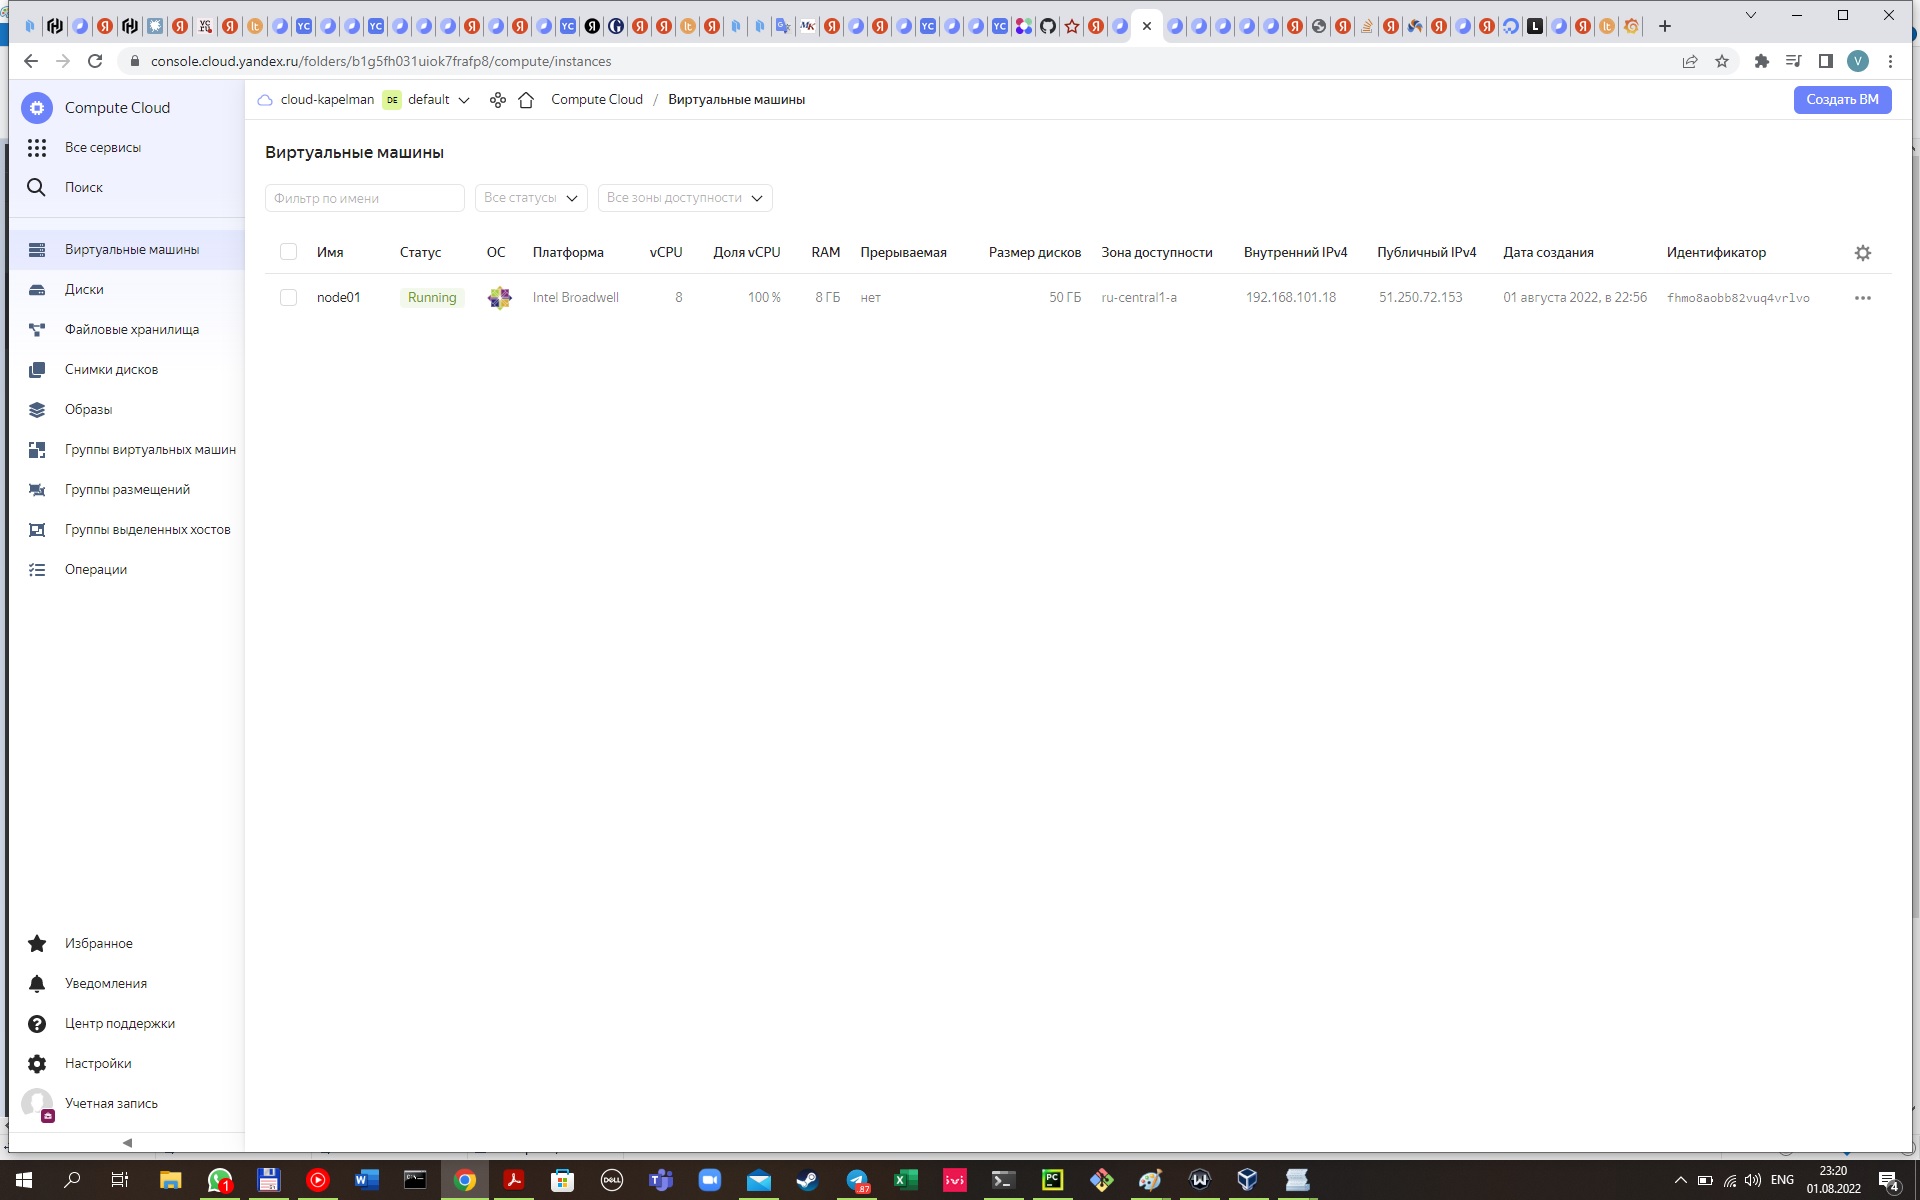 console.cloud.yandex.ru/folders/b1g5fh031uiok7frafp8/compute/instances
V
Compute Cloud
Все сервисы
Поиск
Виртуальные машины
Диски
Файловые хранилища
Снимки дисков
Образы
Группы виртуальных машин
Группы размещений
Группы выделенных хостов
Операции
Избранное
Уведомления
Центр поддержки
Настройки
Учетная запись
cloud-kapelman DE default Compute Cloud / Виртуальные машины Создать ВМ
Виртуальные машины
Фильтр по имени Все статусы Все зоны доступности
Имя Статус ОС Платформа vCPU Доля vCPU RAM Прерываемая Размер дисков Зона доступности Внутренний IPv4 Публичный IPv4 Дата создания Идентификатор
node01 Running Intel Broadwell 8 100 % 8 ГБ нет 50 ГБ ru-central1-a 192.168.101.18 51.250.72.153 01 августа 2022, в 22:56 fhmo8aobb82vuq4vrlvo
ENG 23:20
01.08.2022